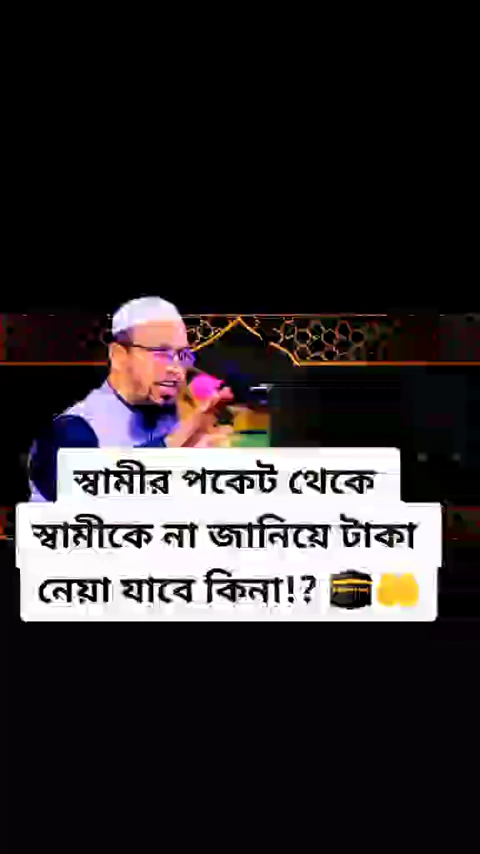 স্বামীর পকেট থেকে
স্বামীকে না জানিয়ে টাকা
নেয়া যাবে কিনা!? 🕋🤲